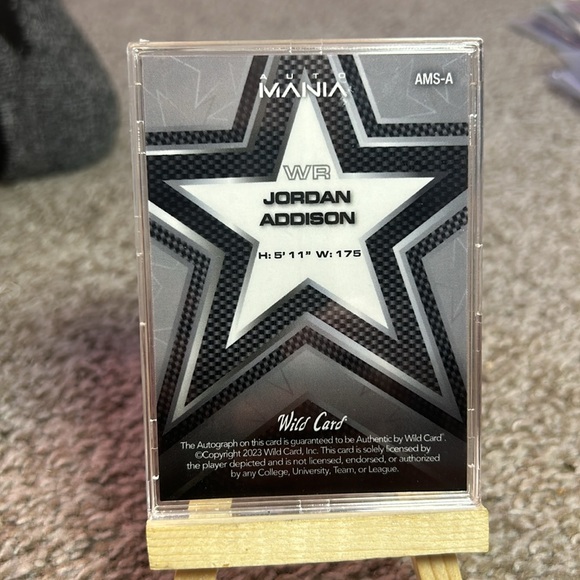 AUTO
MANIA
AMS-A
WR
JORDAN
ADDISON
H: 5' 11" W: 175
Wild Card
The Autograph on this card is guaranteed to be Authentic by Wild Card.
©Copyright 2023 Wild Card, Inc. This card is solely licensed by
the player depicted and is not licensed, endorsed, or authorized
by any College, University, Team, or League.